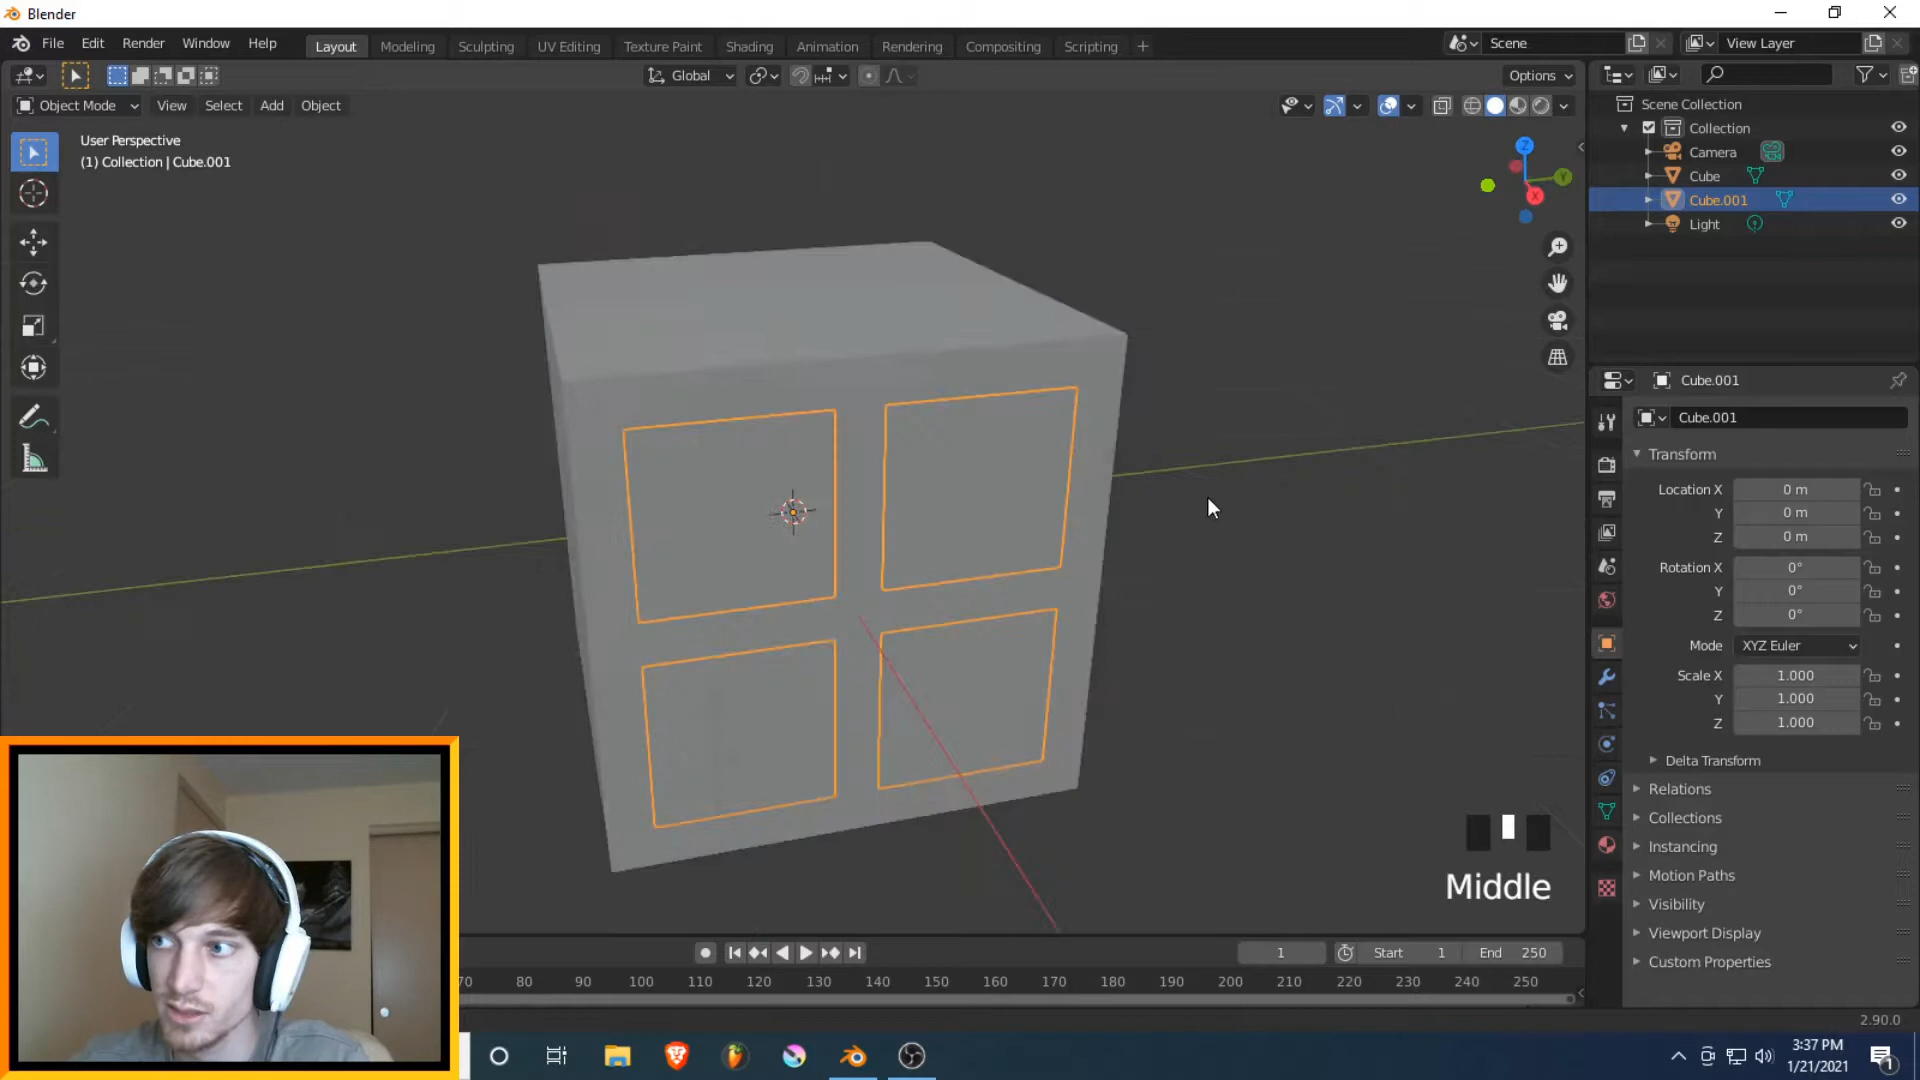 Blender
File Edit Render Window Help Layout Modeling Sculpting UV Editing Texture Paint Shading Animation Rendering Compositing Scripting + Scene View Layer
Global Options
Object Mode View Select Add Object
User Perspective
(1) Collection | Cube.001
Z
Y
X
Scene Collection
Collection
Camera
Cube
Cube.001
Light
Cube.001
Cube.001
Transform
Location X 0 m
Y 0 m
Z 0 m
Rotation X 0°
Y 0°
Z 0°
Mode XYZ Euler
Scale X 1.000
Y 1.000
Z 1.000
Delta Transform
Relations
Collections
Instancing
Motion Paths
Visibility
Viewport Display
Custom Properties
Middle
1 Start 1 End 250
70 80 90 100 110 120 130 140 150 160 170 180 190 200 210 220 230 240 250
2.90.0
3:37 PM
1/21/2021
1